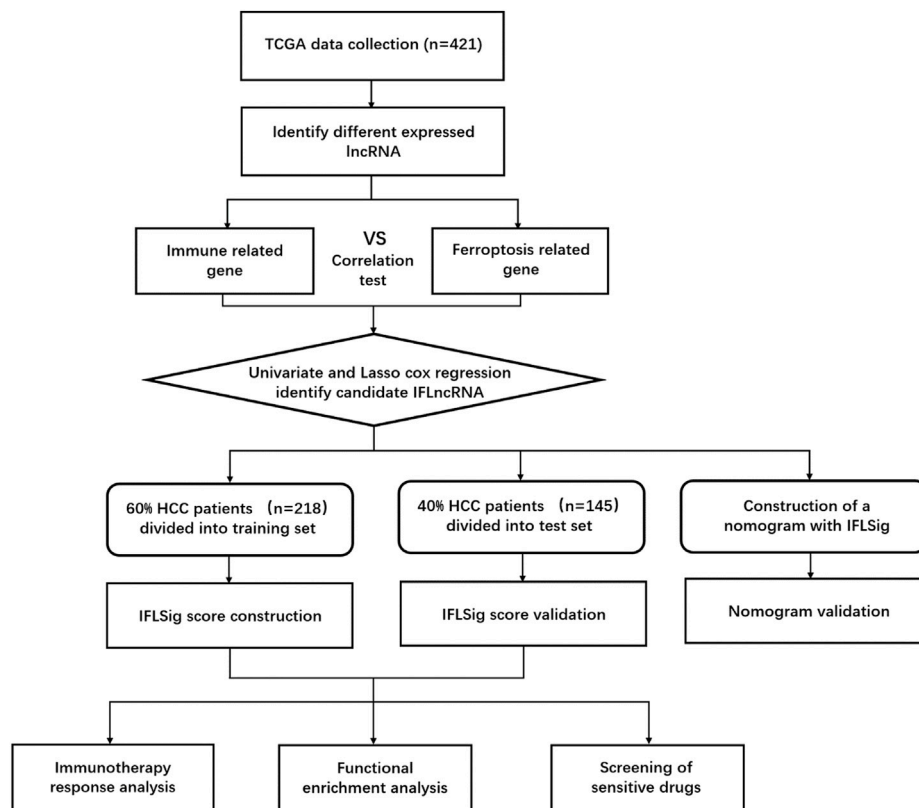 TCGA data collection (n=421)
Identify different expressed
lncRNA
Immune related
gene
VS
Correlation
test
Ferroptosis related
gene
Univariate and Lasso cox regression
identify candidate IFLncRNA
60% HCC patients (n=218)
divided into training set
40% HCC patients (n=145)
divided into test set
Construction of a
nomogram with IFLSig
IFLSig score construction
IFLSig score validation
Nomogram validation
Immunotherapy
response analysis
Functional
enrichment analysis
Screening of
sensitive drugs